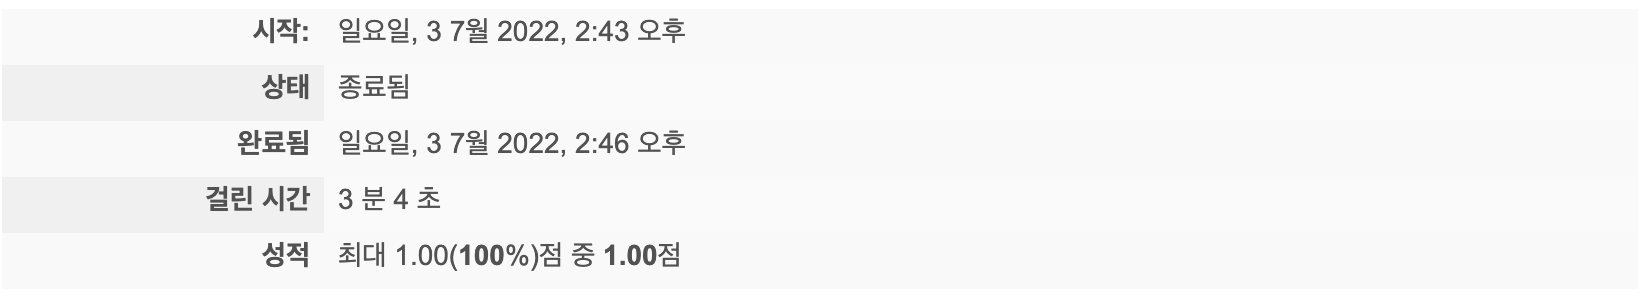 시작: 일요일, 3 7월 2022, 2:43 오후
상태 종료됨
완료됨 일요일, 3 7월 2022, 2:46 오후
걸린 시간 3 분 4 초
성적 최대 1.00(100%)점 중 1.00점